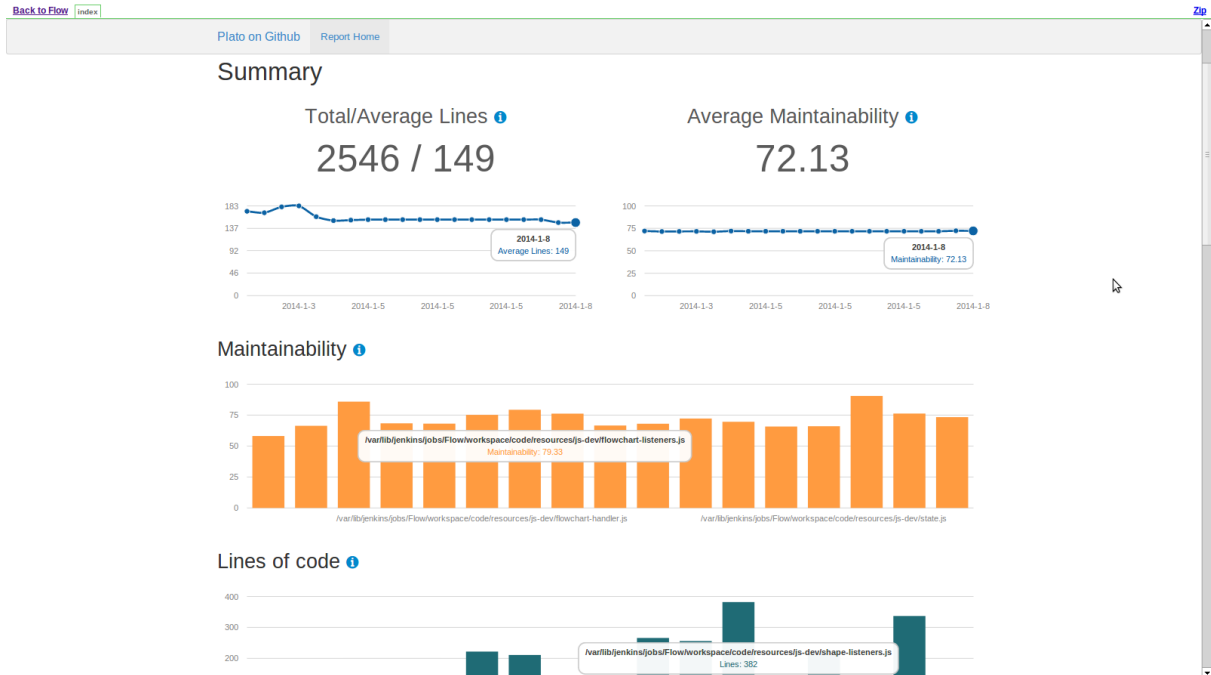 Back to Flow index Zip
Plato on Github Report Home
Summary
Total/Average Lines
2546 / 149
183
137
92
46
0
2014-1-8
Average Lines: 149
2014-1-3 2014-1-5 2014-1-5 2014-1-5 2014-1-8
Average Maintainability
72.13
100
75
50
25
0
2014-1-8
Maintainability: 72.13
2014-1-3 2014-1-5 2014-1-5 2014-1-5 2014-1-8
Maintainability
100
75
50
25
0
/var/lib/jenkins/jobs/Flow/workspace/code/resources/js-dev/flowchart-listeners.js
Maintainability: 79.33
/var/lib/jenkins/jobs/Flow/workspace/code/resources/js-dev/flowchart-handler.js /var/lib/jenkins/jobs/Flow/workspace/code/resources/js-dev/state.js
Lines of code
400
300
200
/var/lib/jenkins/jobs/Flow/workspace/code/resources/js-dev/shape-listeners.js
Lines: 382